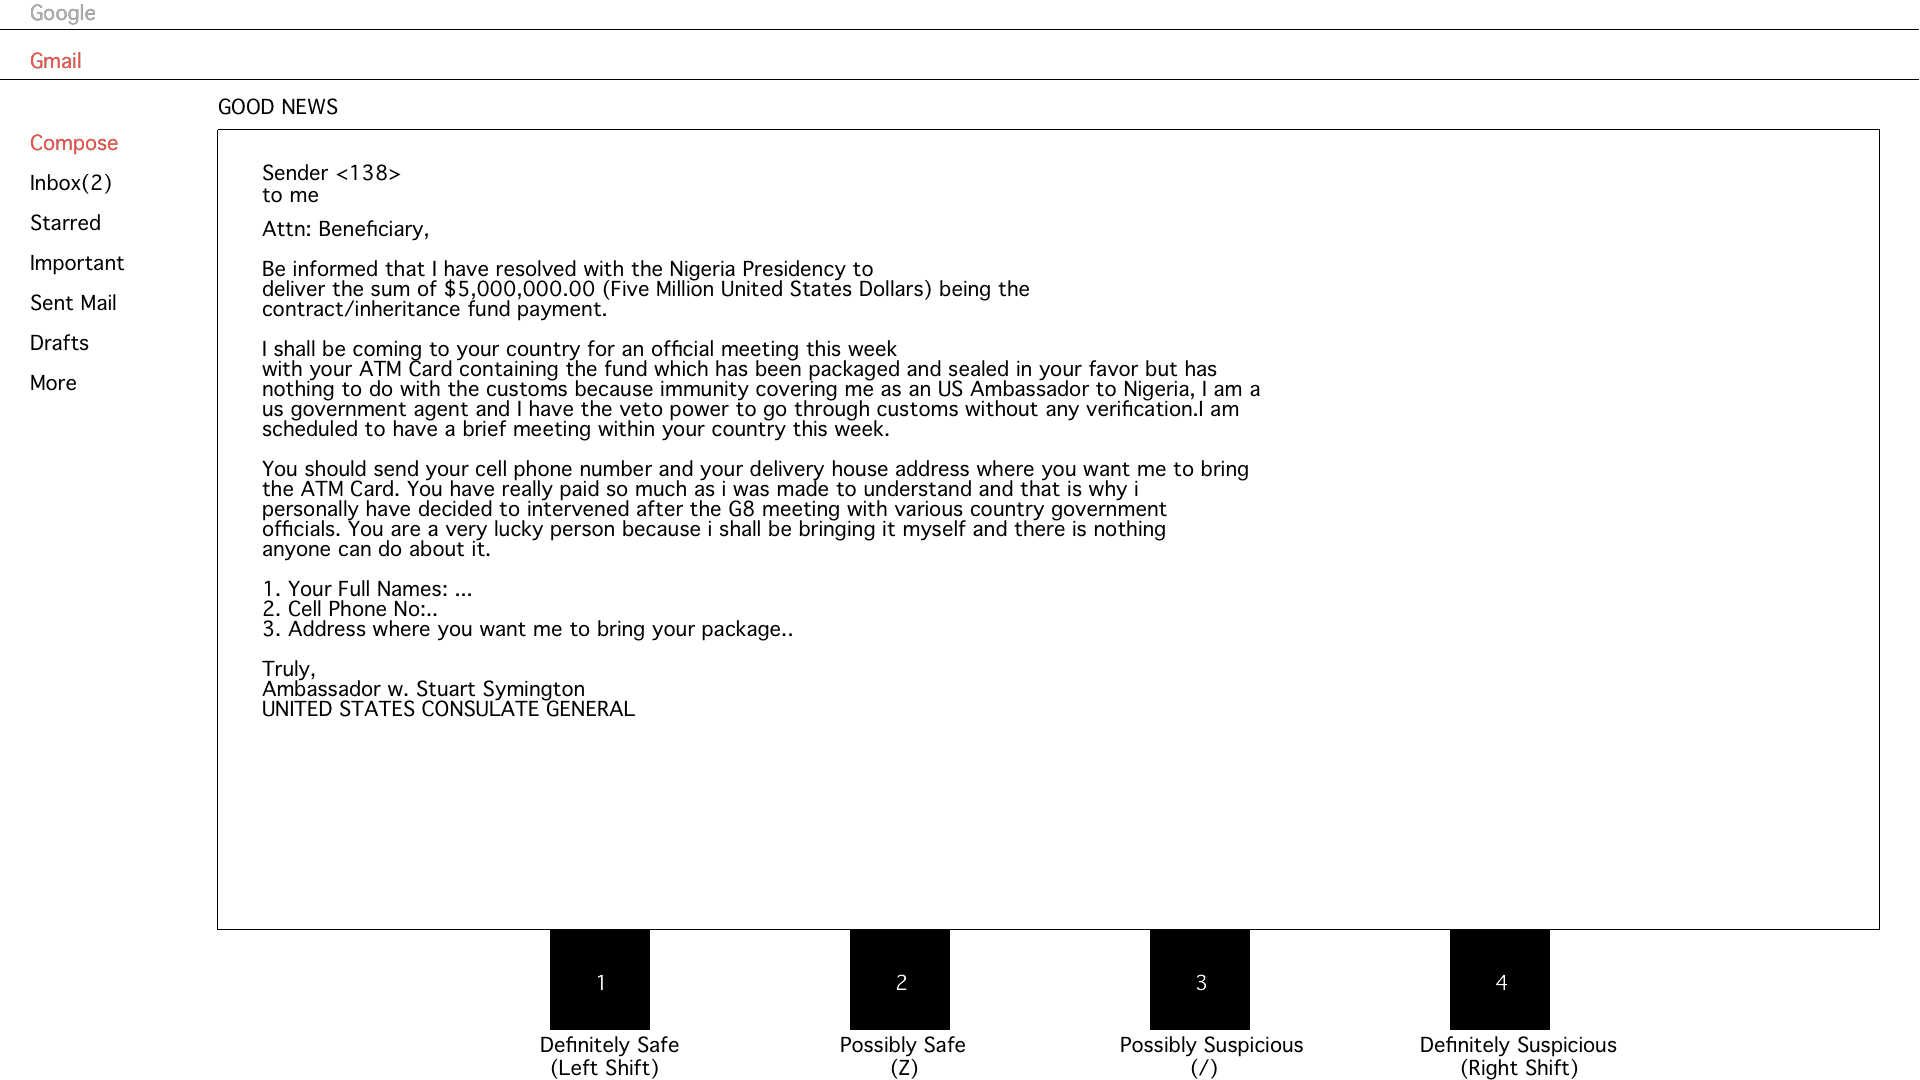 Google
Gmail
GOOD NEWS
Compose
Inbox(2)
Starred
Important
Sent Mail
Drafts
More
Sender <138>
to me
Attn: Beneficiary,
Be informed that I have resolved with the Nigeria Presidency to
deliver the sum of $5,000,000.00 (Five Million United States Dollars) being the
contract/inheritance fund payment.
I shall be coming to your country for an official meeting this week
with your ATM Card containing the fund which has been packaged and sealed in your favor but has
nothing to do with the customs because immunity covering me as an US Ambassador to Nigeria, I am a
us government agent and I have the veto power to go through customs without any verification.I am
scheduled to have a brief meeting within your country this week.
You should send your cell phone number and your delivery house address where you want me to bring
the ATM Card. You have really paid so much as i was made to understand and that is why i
personally have decided to intervened after the G8 meeting with various country government
officials. You are a very lucky person because i shall be bringing it myself and there is nothing
anyone can do about it.
1. Your Full Names: ...
2. Cell Phone No:..
3. Address where you want me to bring your package..
Truly,
Ambassador w. Stuart Symington
UNITED STATES CONSULATE GENERAL
1
2
3
4
Definitely Safe
(Left Shift)
Possibly Safe
(Z)
Possibly Suspicious
(/)
Definitely Suspicious
(Right Shift)